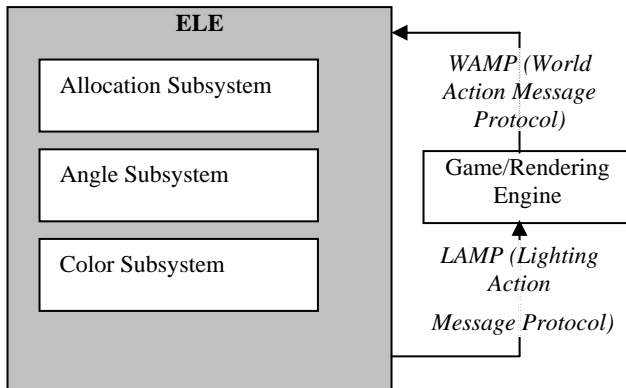 ELE
Allocation Subsystem
Angle Subsystem
Color Subsystem
WAMP (World
Action Message
Protocol)
Game/Rendering
Engine
LAMP (Lighting
Action
Message Protocol)